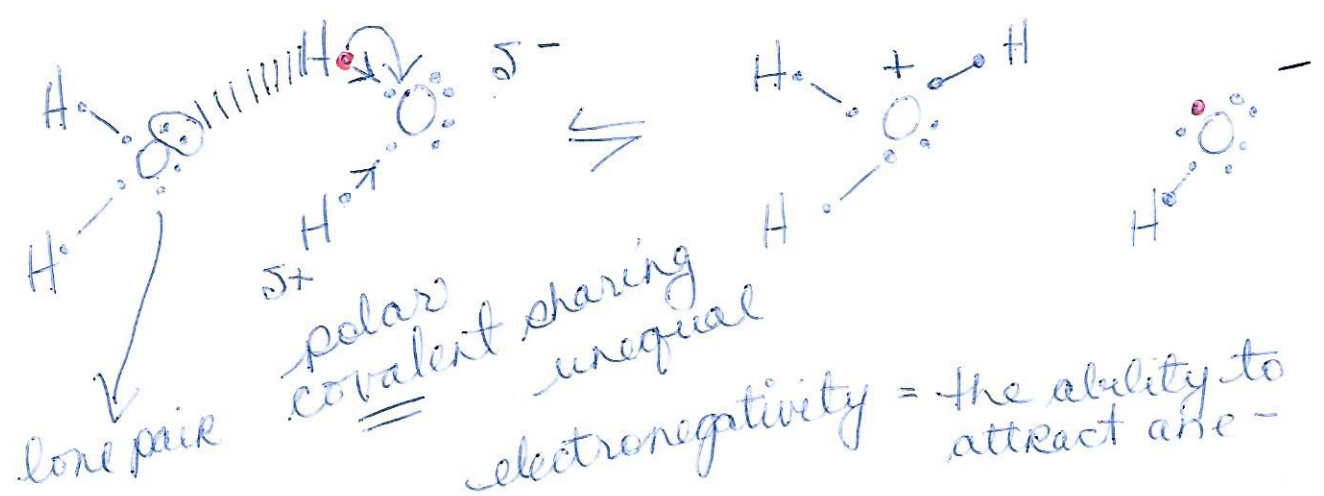 H H δ - H + H -
H O O ⇌ O O
H H H H
δ+
polar
covalent sharing
unequal
lone pair
electronegativity = the ability to
attract an e-